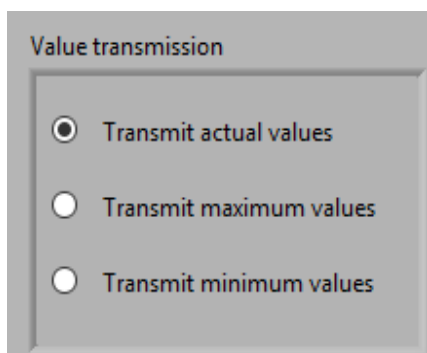 Value transmission
Transmit actual values
Transmit maximum values
Transmit minimum values